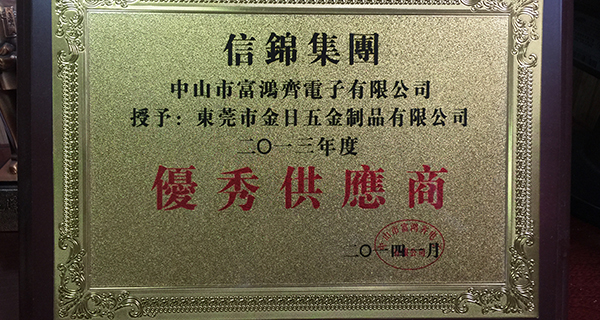 信錦集團
中山市富鴻齊電子有限公司
授予：東莞市金日五金制品有限公司
二〇一三年度
優秀供應商
二〇一四 月